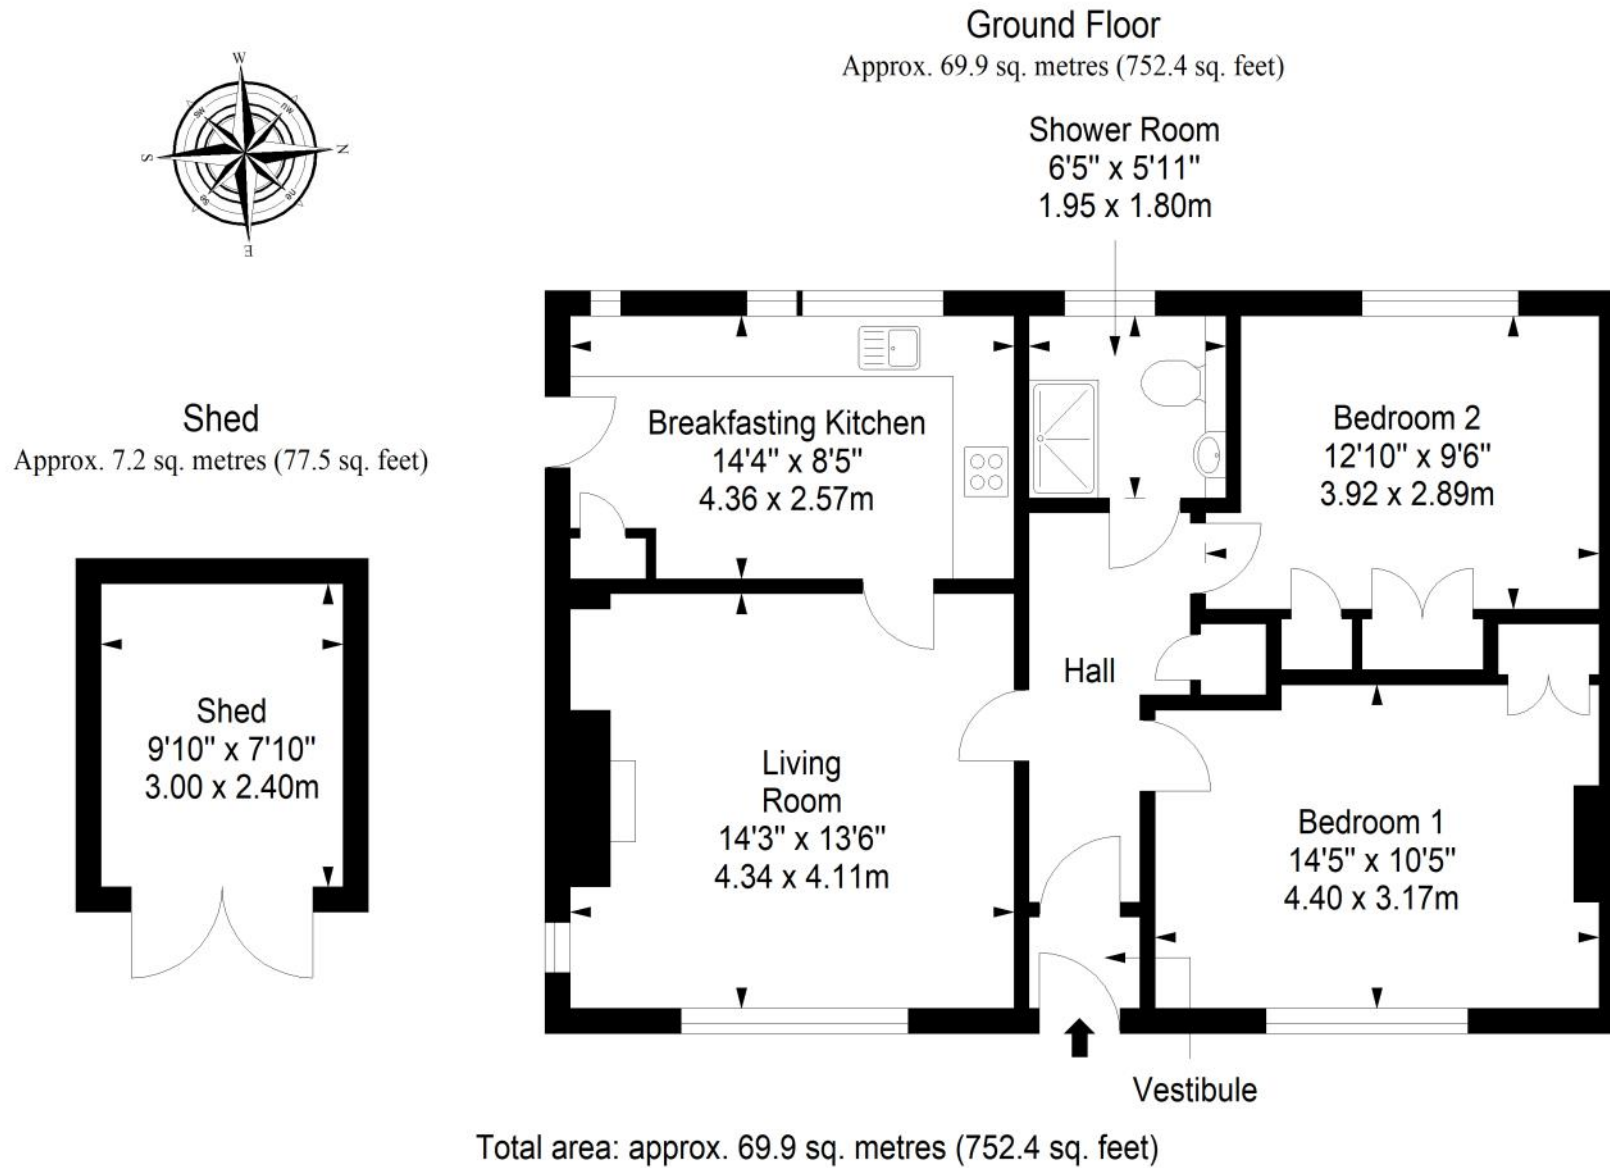 Ground Floor
Approx. 69.9 sq. metres (752.4 sq. feet)
W
sw
nw
S
N
se
ne
E
Shower Room
6'5" x 5'11"
1.95 x 1.80m
Shed
Approx. 7.2 sq. metres (77.5 sq. feet)
Breakfasting Kitchen
14'4" x 8'5"
4.36 x 2.57m
Bedroom 2
12'10" x 9'6"
3.92 x 2.89m
Hall
Shed
9'10" x 7'10"
3.00 x 2.40m
Living
Room
14'3" x 13'6"
4.34 x 4.11m
Bedroom 1
14'5" x 10'5"
4.40 x 3.17m
Vestibule
Total area: approx. 69.9 sq. metres (752.4 sq. feet)